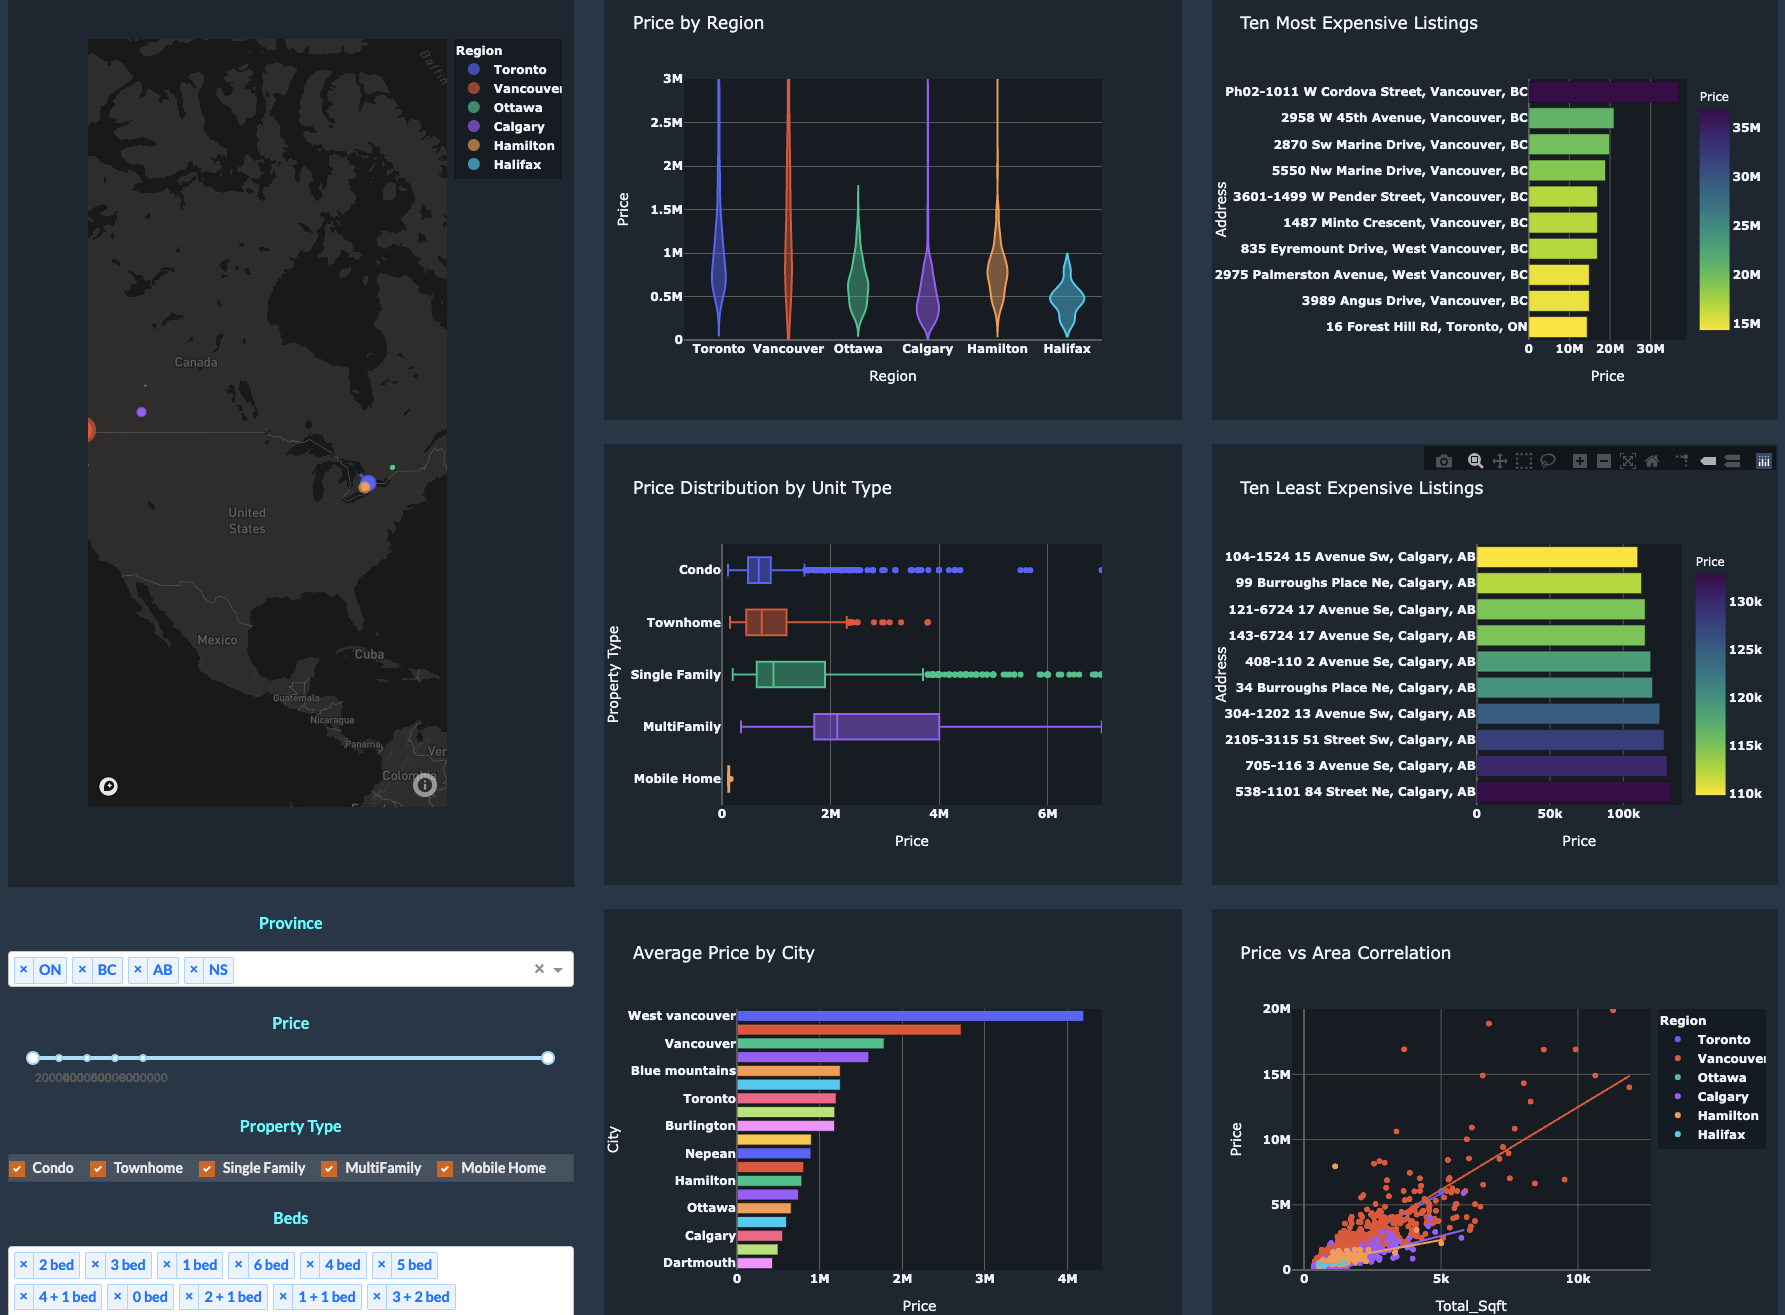 Region
Toronto
Vancouver
Ottawa
Calgary
Hamilton
Halifax
Baffin
Canada
United
States
Mexico
Cuba
Guatemala
Nicaragua
Panama
Ver
Colombia
Province
× ON × BC × AB × NS
Price
Property Type
Condo Townhome Single Family MultiFamily Mobile Home
Beds
× 2 bed × 3 bed × 1 bed × 6 bed × 4 bed × 5 bed
× 4 + 1 bed × 0 bed × 2 + 1 bed × 1 + 1 bed × 3 + 2 bed
Price by Region
3M
2.5M
2M
1.5M
1M
0.5M
0
Price
Toronto Vancouver Ottawa Calgary Hamilton Halifax
Region
Price Distribution by Unit Type
Condo
Townhome
Single Family
MultiFamily
Mobile Home
Property Type
0 2M 4M 6M
Price
Average Price by City
West vancouver
Vancouver
Blue mountains
Toronto
Burlington
Nepean
Hamilton
Ottawa
Calgary
Dartmouth
City
0 1M 2M 3M 4M
Price
Ten Most Expensive Listings
Ph02-1011 W Cordova Street, Vancouver, BC
2958 W 45th Avenue, Vancouver, BC
2870 Sw Marine Drive, Vancouver, BC
5550 Nw Marine Drive, Vancouver, BC
3601-1499 W Pender Street, Vancouver, BC
1487 Minto Crescent, Vancouver, BC
835 Eyremount Drive, West Vancouver, BC
2975 Palmerston Avenue, West Vancouver, BC
3989 Angus Drive, Vancouver, BC
16 Forest Hill Rd, Toronto, ON
Address
0 10M 20M 30M
Price
Price
35M
30M
25M
20M
15M
Ten Least Expensive Listings
104-1524 15 Avenue Sw, Calgary, AB
99 Burroughs Place Ne, Calgary, AB
121-6724 17 Avenue Se, Calgary, AB
143-6724 17 Avenue Se, Calgary, AB
408-110 2 Avenue Se, Calgary, AB
34 Burroughs Place Ne, Calgary, AB
304-1202 13 Avenue Sw, Calgary, AB
2105-3115 51 Street Sw, Calgary, AB
705-116 3 Avenue Se, Calgary, AB
538-1101 84 Street Ne, Calgary, AB
Address
0 50k 100k
Price
Price
130k
125k
120k
115k
110k
Price vs Area Correlation
20M
15M
10M
5M
0
Price
0 5k 10k
Total_Sqft
Region
Toronto
Vancouver
Ottawa
Calgary
Hamilton
Halifax